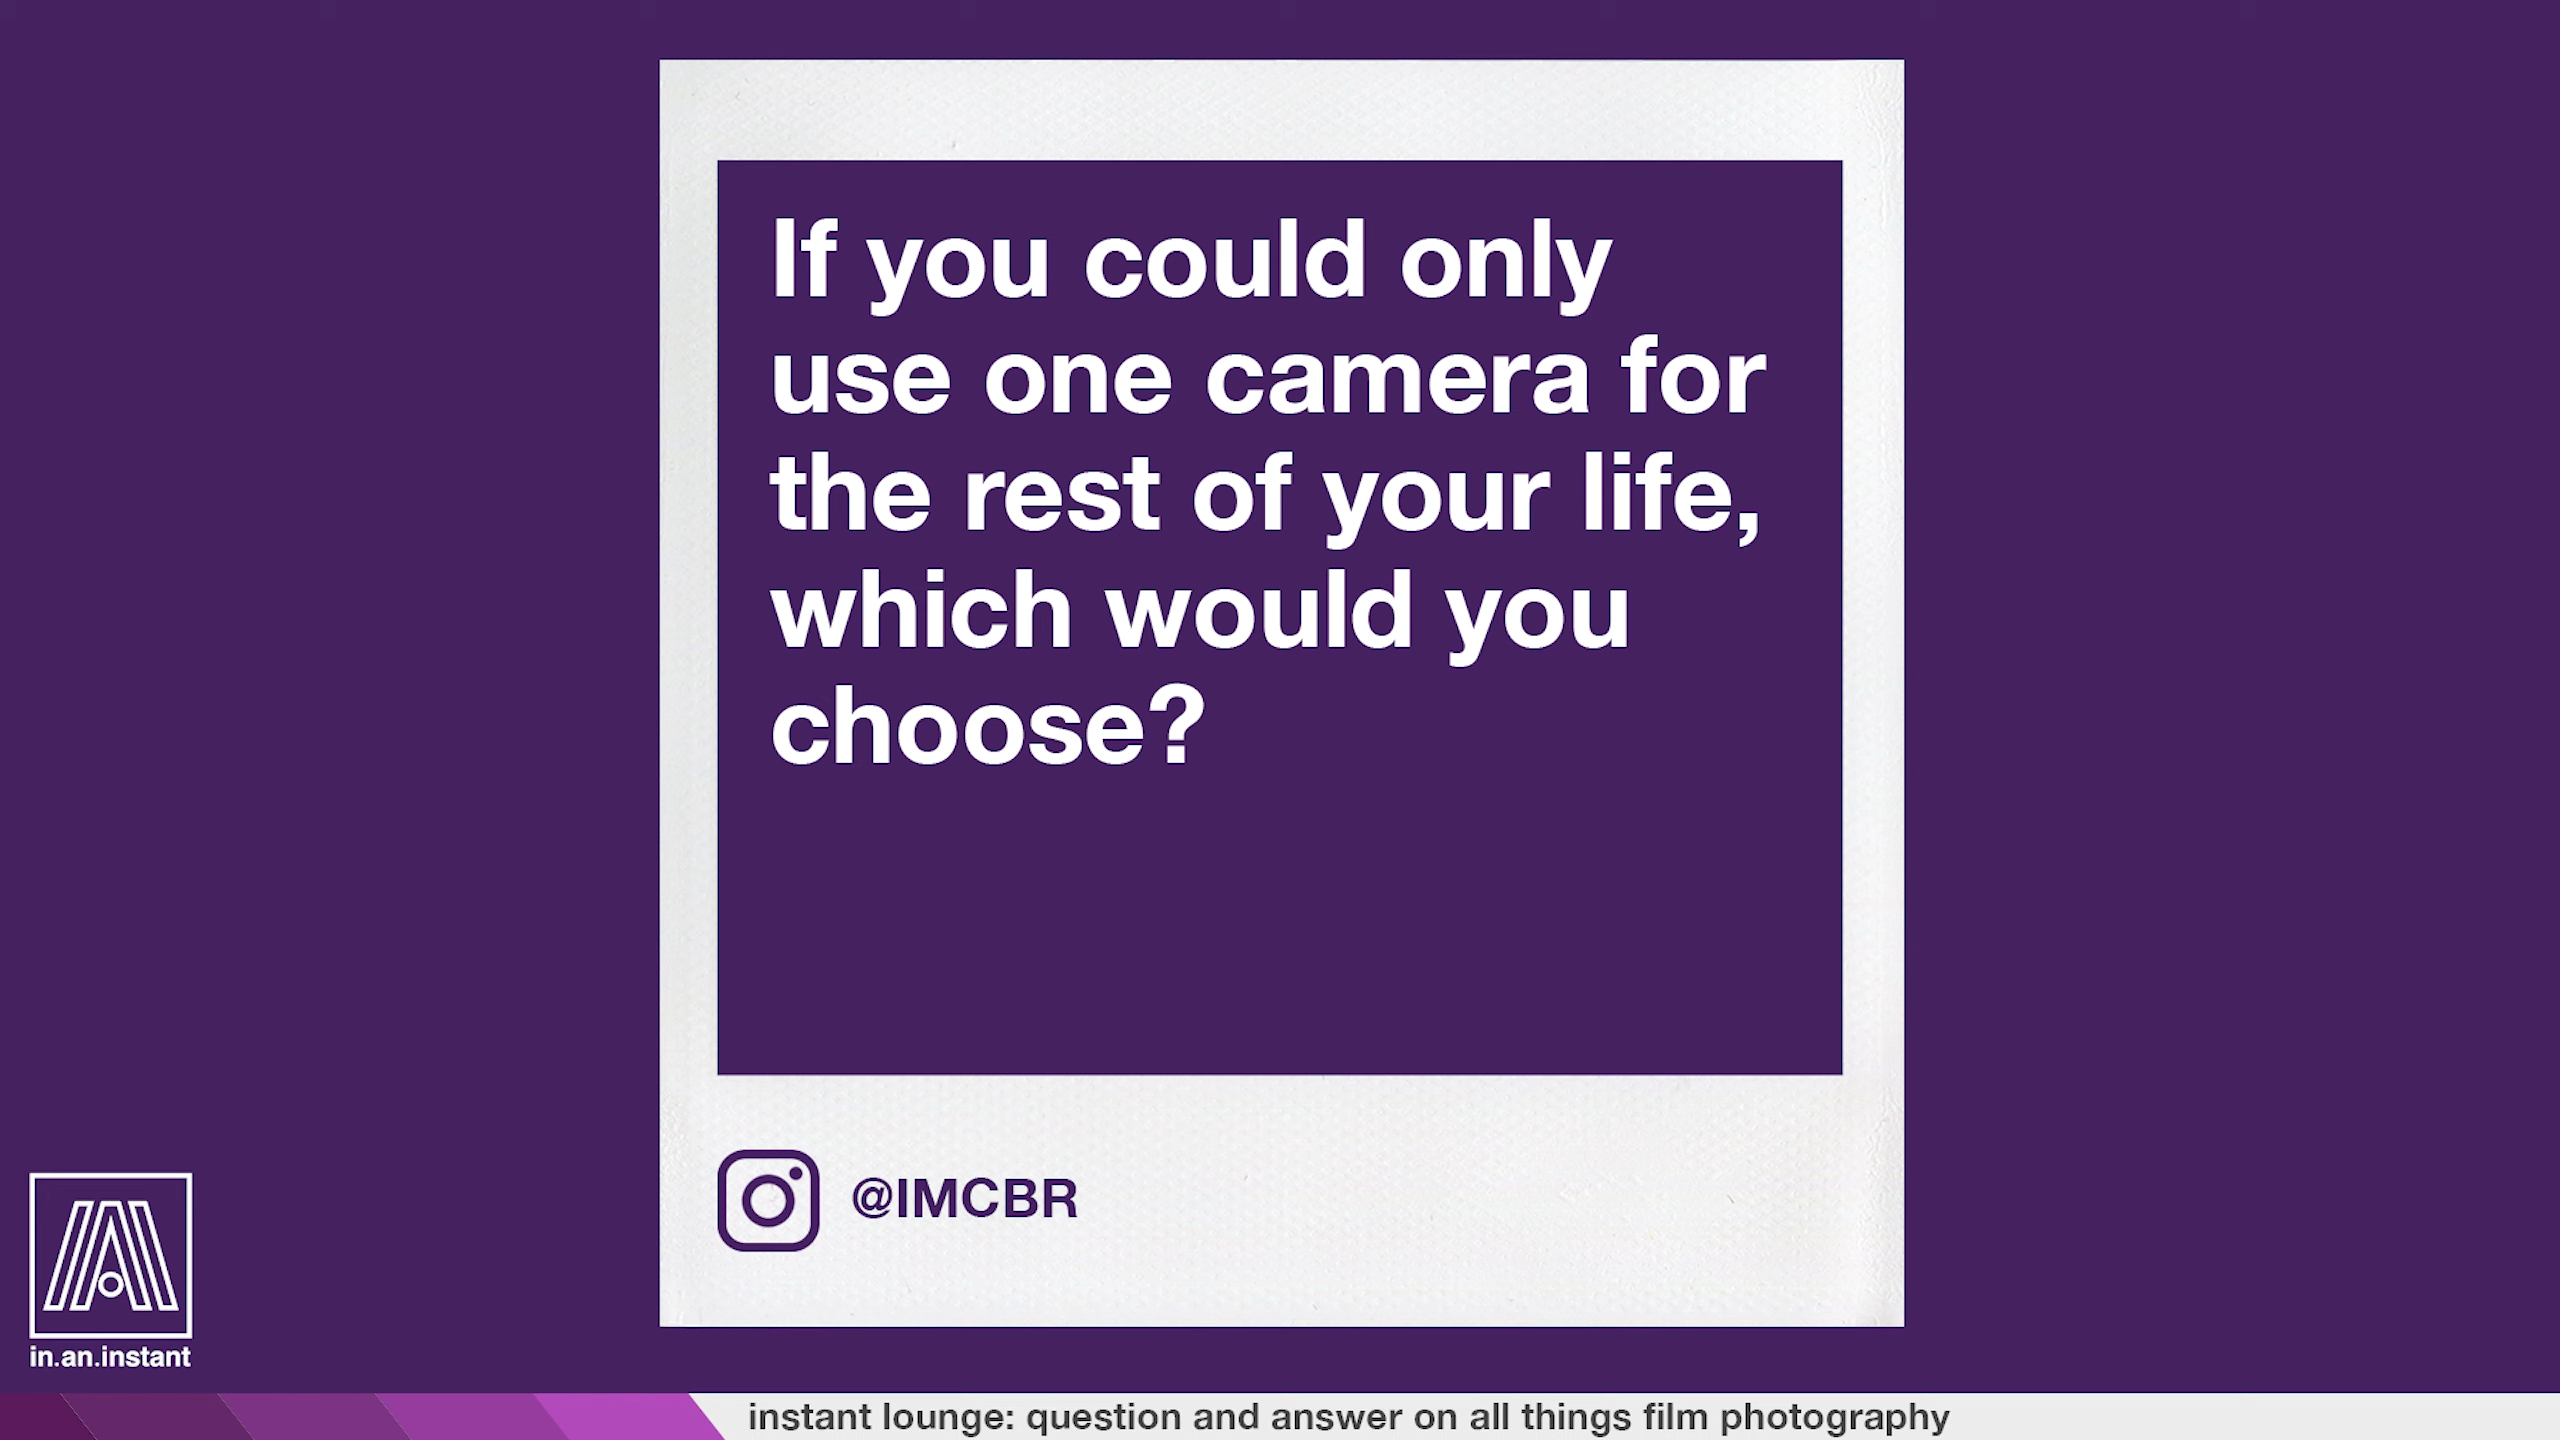 If you could only
use one camera for
the rest of your life,
which would you
choose?
@IMCBR
in.an.instant
instant lounge: question and answer on all things film photography